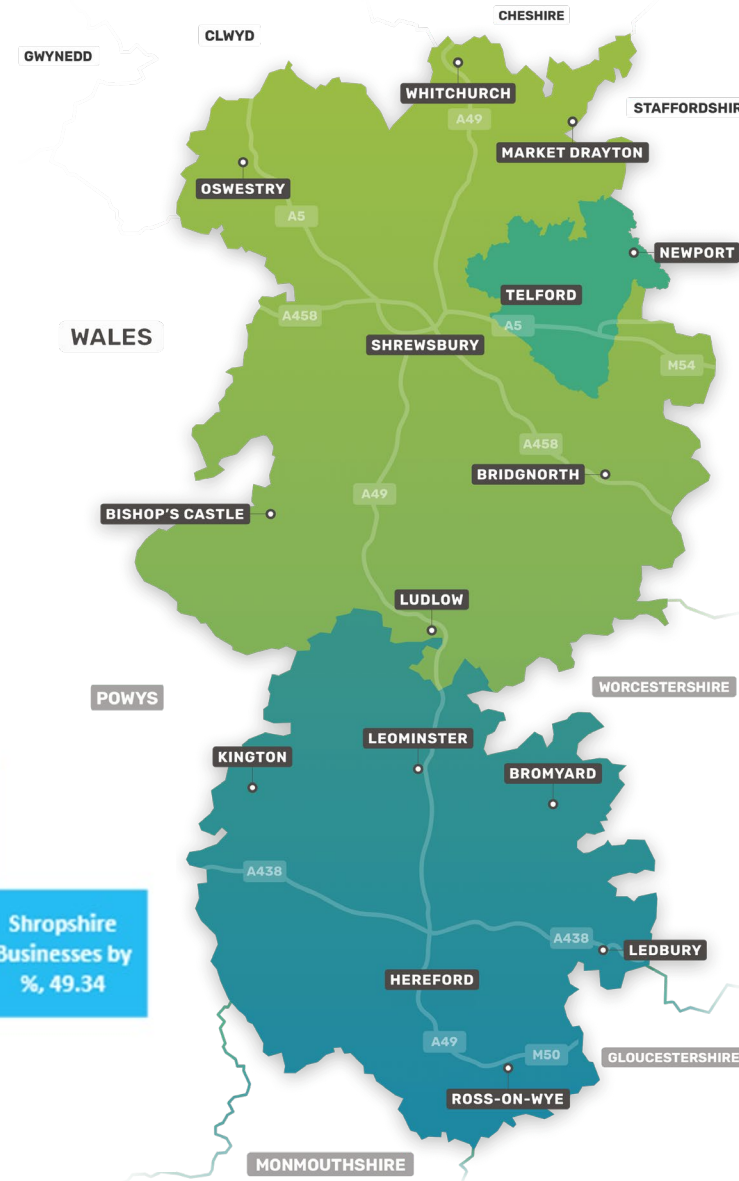 CHESHIRE
CLWYD
GWYNEDD
WHITCHURCH
STAFFORDSHIR
A49
MARKET DRAYTON
OSWESTRY
A5
NEWPORT
TELFORD
A458
A5
WALES
SHREWSBURY
M54
A458
BRIDGNORTH
A49
BISHOP'S CASTLE
LUDLOW
WORCESTERSHIRE
POWYS
LEOMINSTER
KINGTON
BROMYARD
A438
Shropshire
Businesses by
%, 49.34
A438
LEDBURY
HEREFORD
A49
M50
GLOUCESTERSHIRE
ROSS-ON-WYE
MONMOUTHSHIRE